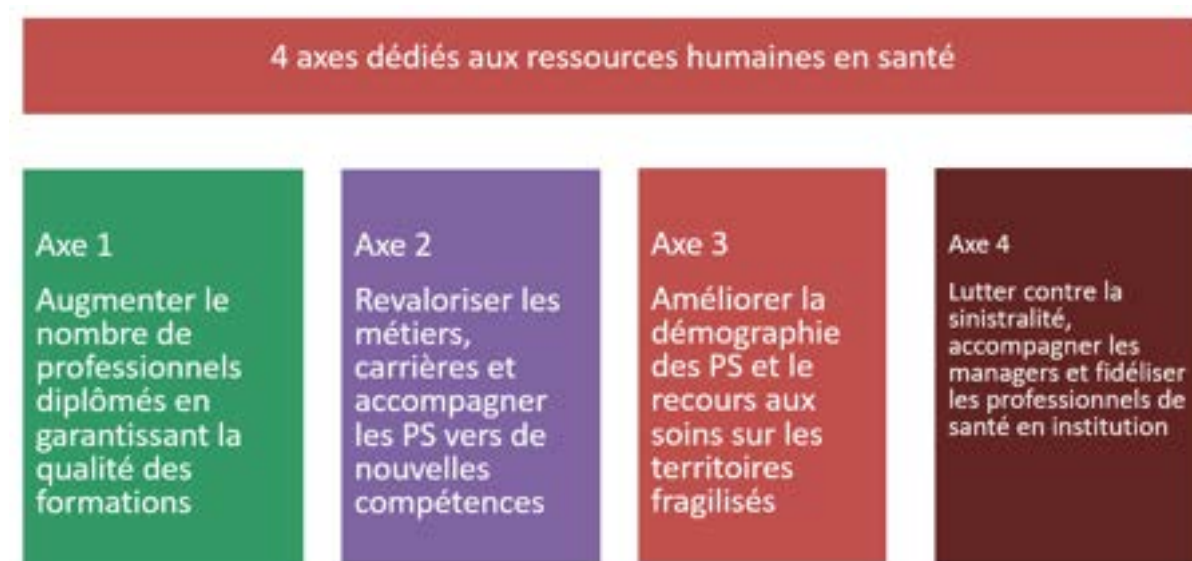 4 axes dédiés aux ressources humaines en santé
Axe 1
Augmenter le
nombre de
professionnels
diplômés en
garantissant la
qualité des
formations
Axe 2
Revaloriser les
métiers,
carrières et
accompagner
les PS vers de
nouvelles
compétences
Axe 3
Améliorer la
démographie
des PS et le
recours aux
soins sur les
territoires
fragilisés
Axe 4
Lutter contre la
sinistralité,
accompagner les
managers et fidéliser
les professionnels de
santé en institution